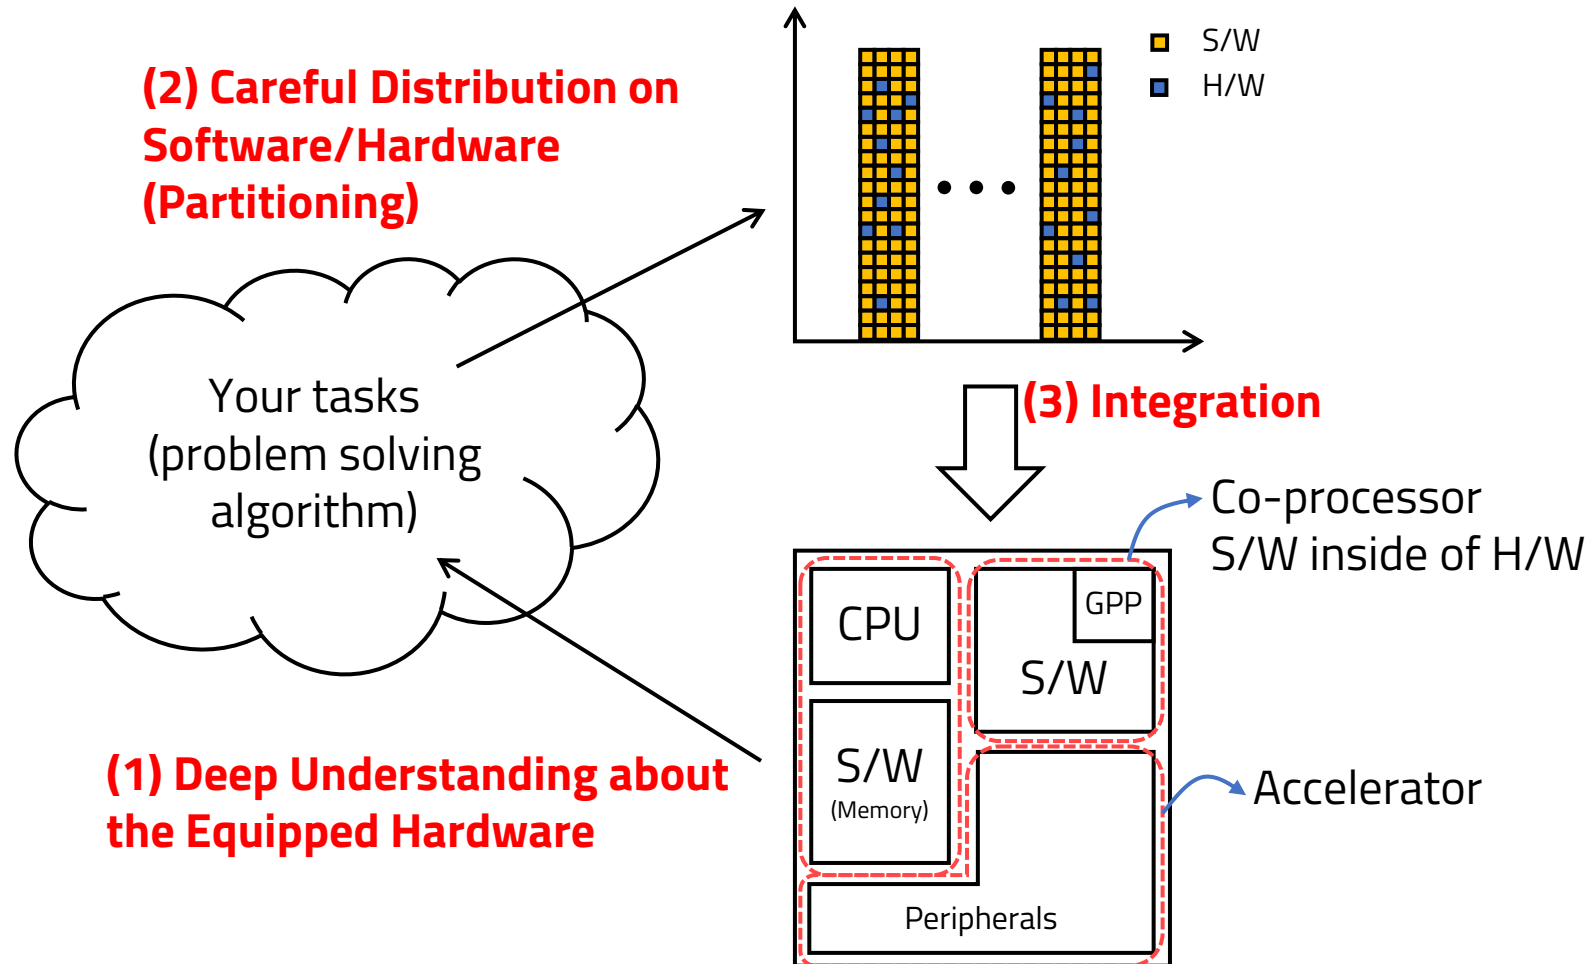 (2) Careful Distribution on
Software/Hardware
(Partitioning)
S/W
H/W
Your tasks
(problem solving
algorithm)
(3) Integration
Co-processor
S/W inside of H/W
CPU
GPP
S/W
S/W
(Memory)
(1) Deep Understanding about
the Equipped Hardware
Accelerator
Peripherals